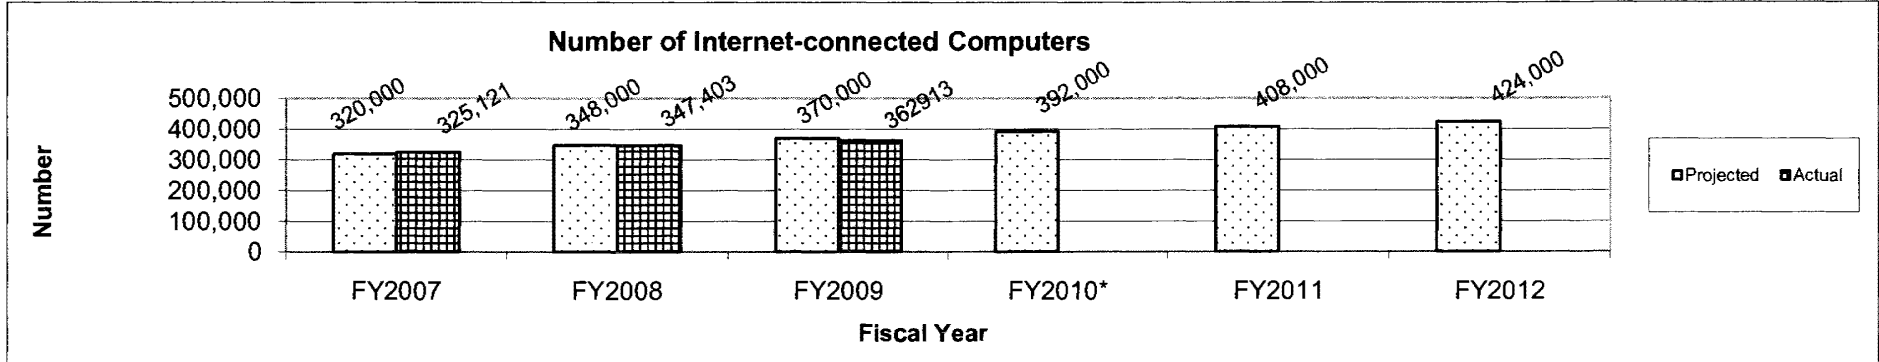 Number of Internet-connected Computers
320,000 325,121 348,000 347,403 370,000 362913 392,000 408,000 424,000
500,000
400,000
300,000
200,000
100,000
0
Number
FY2007 FY2008 FY2009 FY2010* FY2011 FY2012
Fiscal Year
Projected Actual